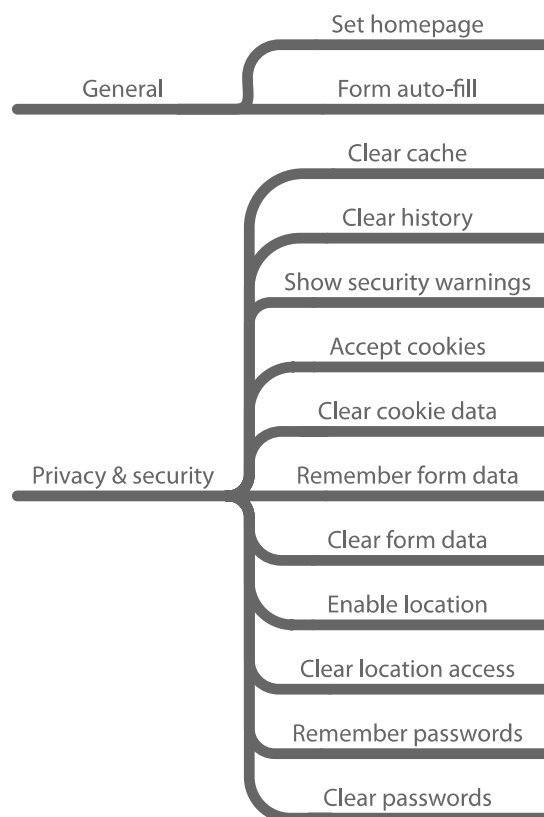 Set homepage
General
Form auto-fill
Clear cache
Clear history
Show security warnings
Accept cookies
Clear cookie data
Privacy & security
Remember form data
Clear form data
Enable location
Clear location access
Remember passwords
Clear passwords